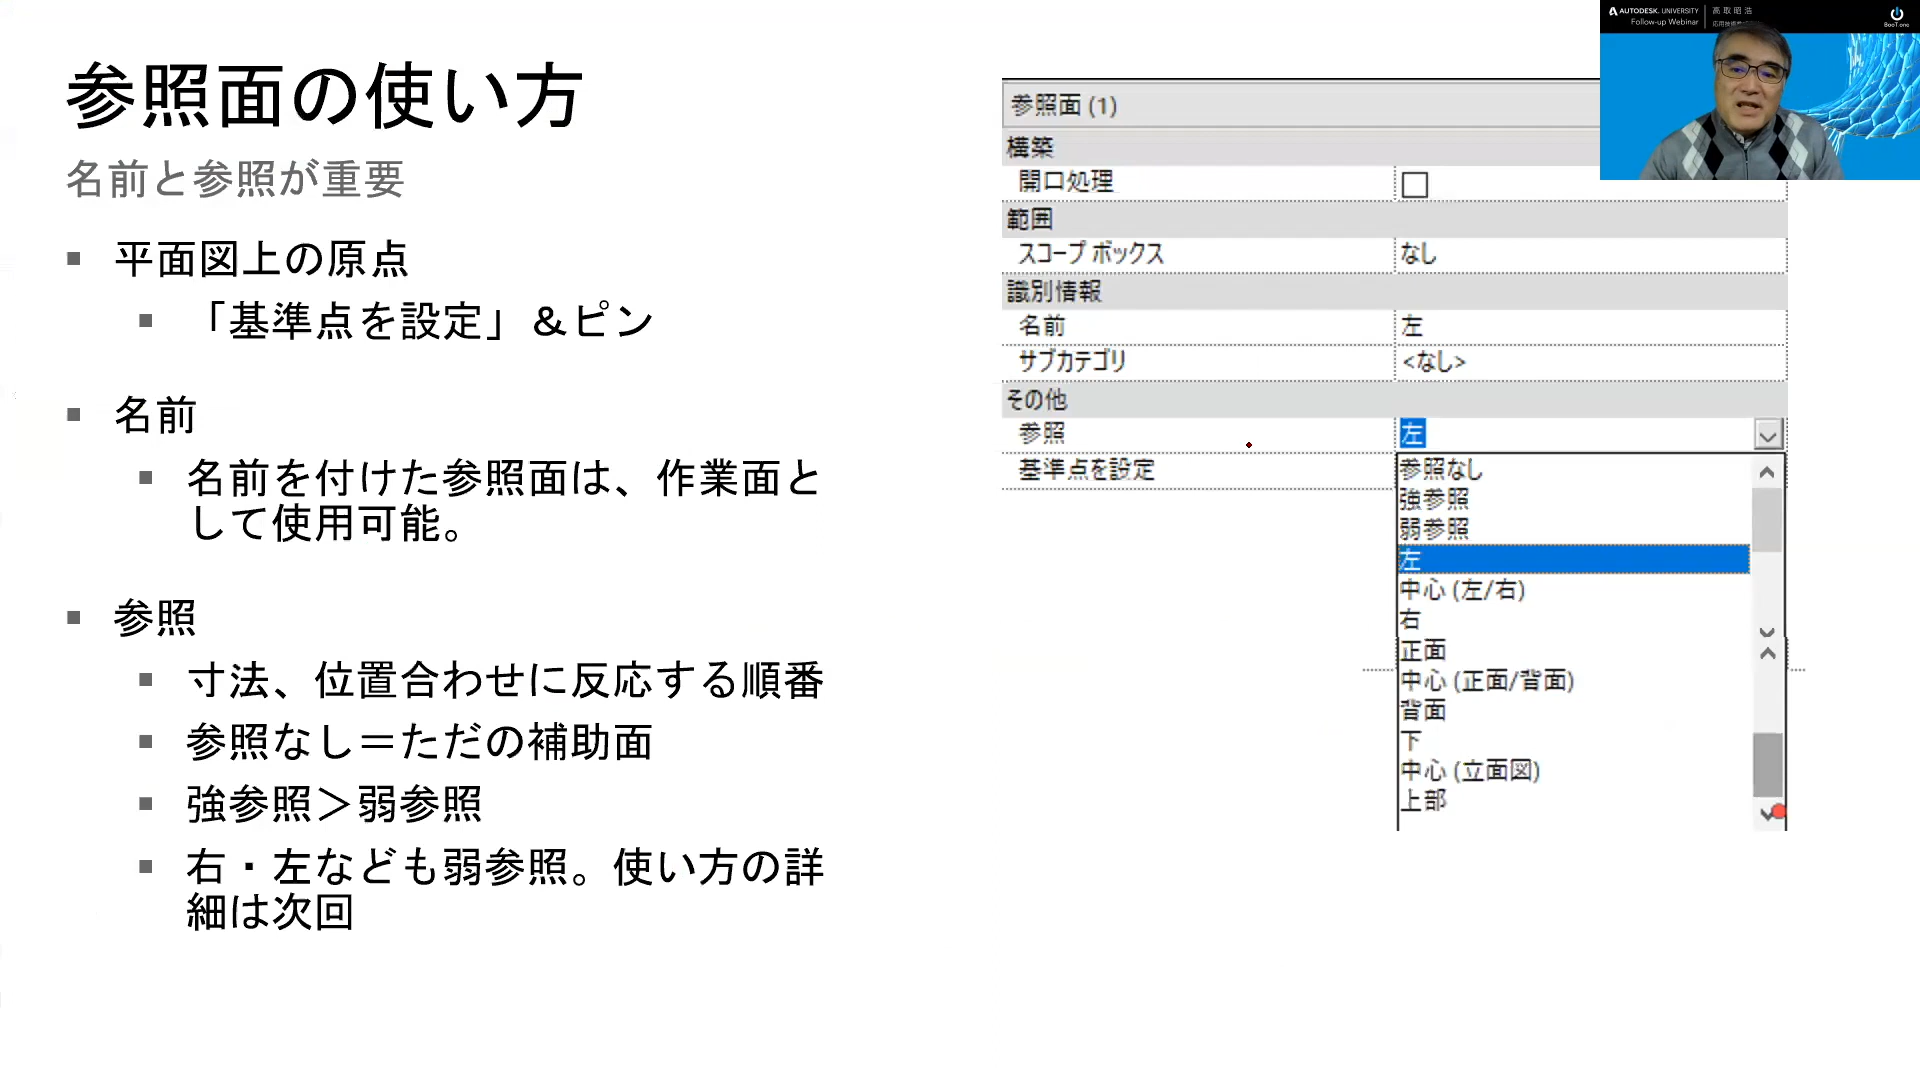 参照面の使い方
名前と参照が重要
平面図上の原点
「基準点を設定」＆ピン
名前
名前を付けた参照面は、作業面と
して使用可能。
参照
寸法、位置合わせに反応する順番
参照なし＝ただの補助面
強参照＞弱参照
右・左なども弱参照。使い方の詳
細は次回
参照面 (1)
構築
開口処理
範囲
スコープ ボックス なし
識別情報
名前 左
サブカテゴリ <なし>
その他
参照 左
基準点を設定
参照なし
強参照
弱参照
左
中心 (左/右)
右
正面
中心 (正面/背面)
背面
下
中心 (立面図)
上部
AUTODESK UNIVERSITY
Follow-up Webinar
高取昭浩
BooT.one